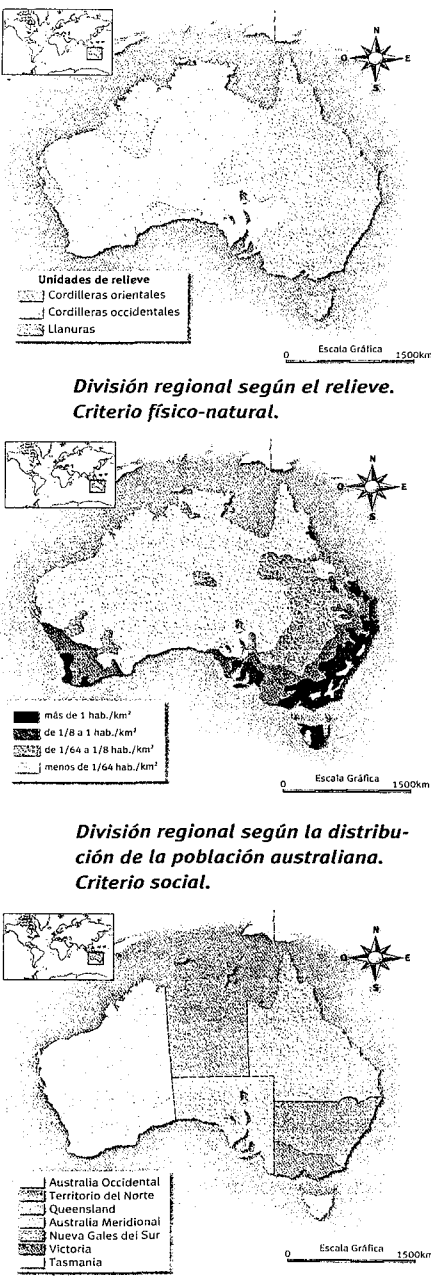 N
O E
S
Unidades de relieve
Cordilleras orientales
Cordilleras occidentales
Llanuras
Escala Gráfica
0 1500km
División regional según el relieve.
Criterio físico-natural.
N
O E
S
más de 1 hab./km²
de 1/8 a 1 hab./km²
de 1/64 a 1/8 hab./km²
menos de 1/64 hab./km²
Escala Gráfica
0 1500km
División regional según la distribu-
ción de la población australiana.
Criterio social.
N
O E
S
Australia Occidental
Territorio del Norte
Queensland
Australia Meridional
Nueva Gales del Sur
Victoria
Tasmania
Escala Gráfica
0 1500km